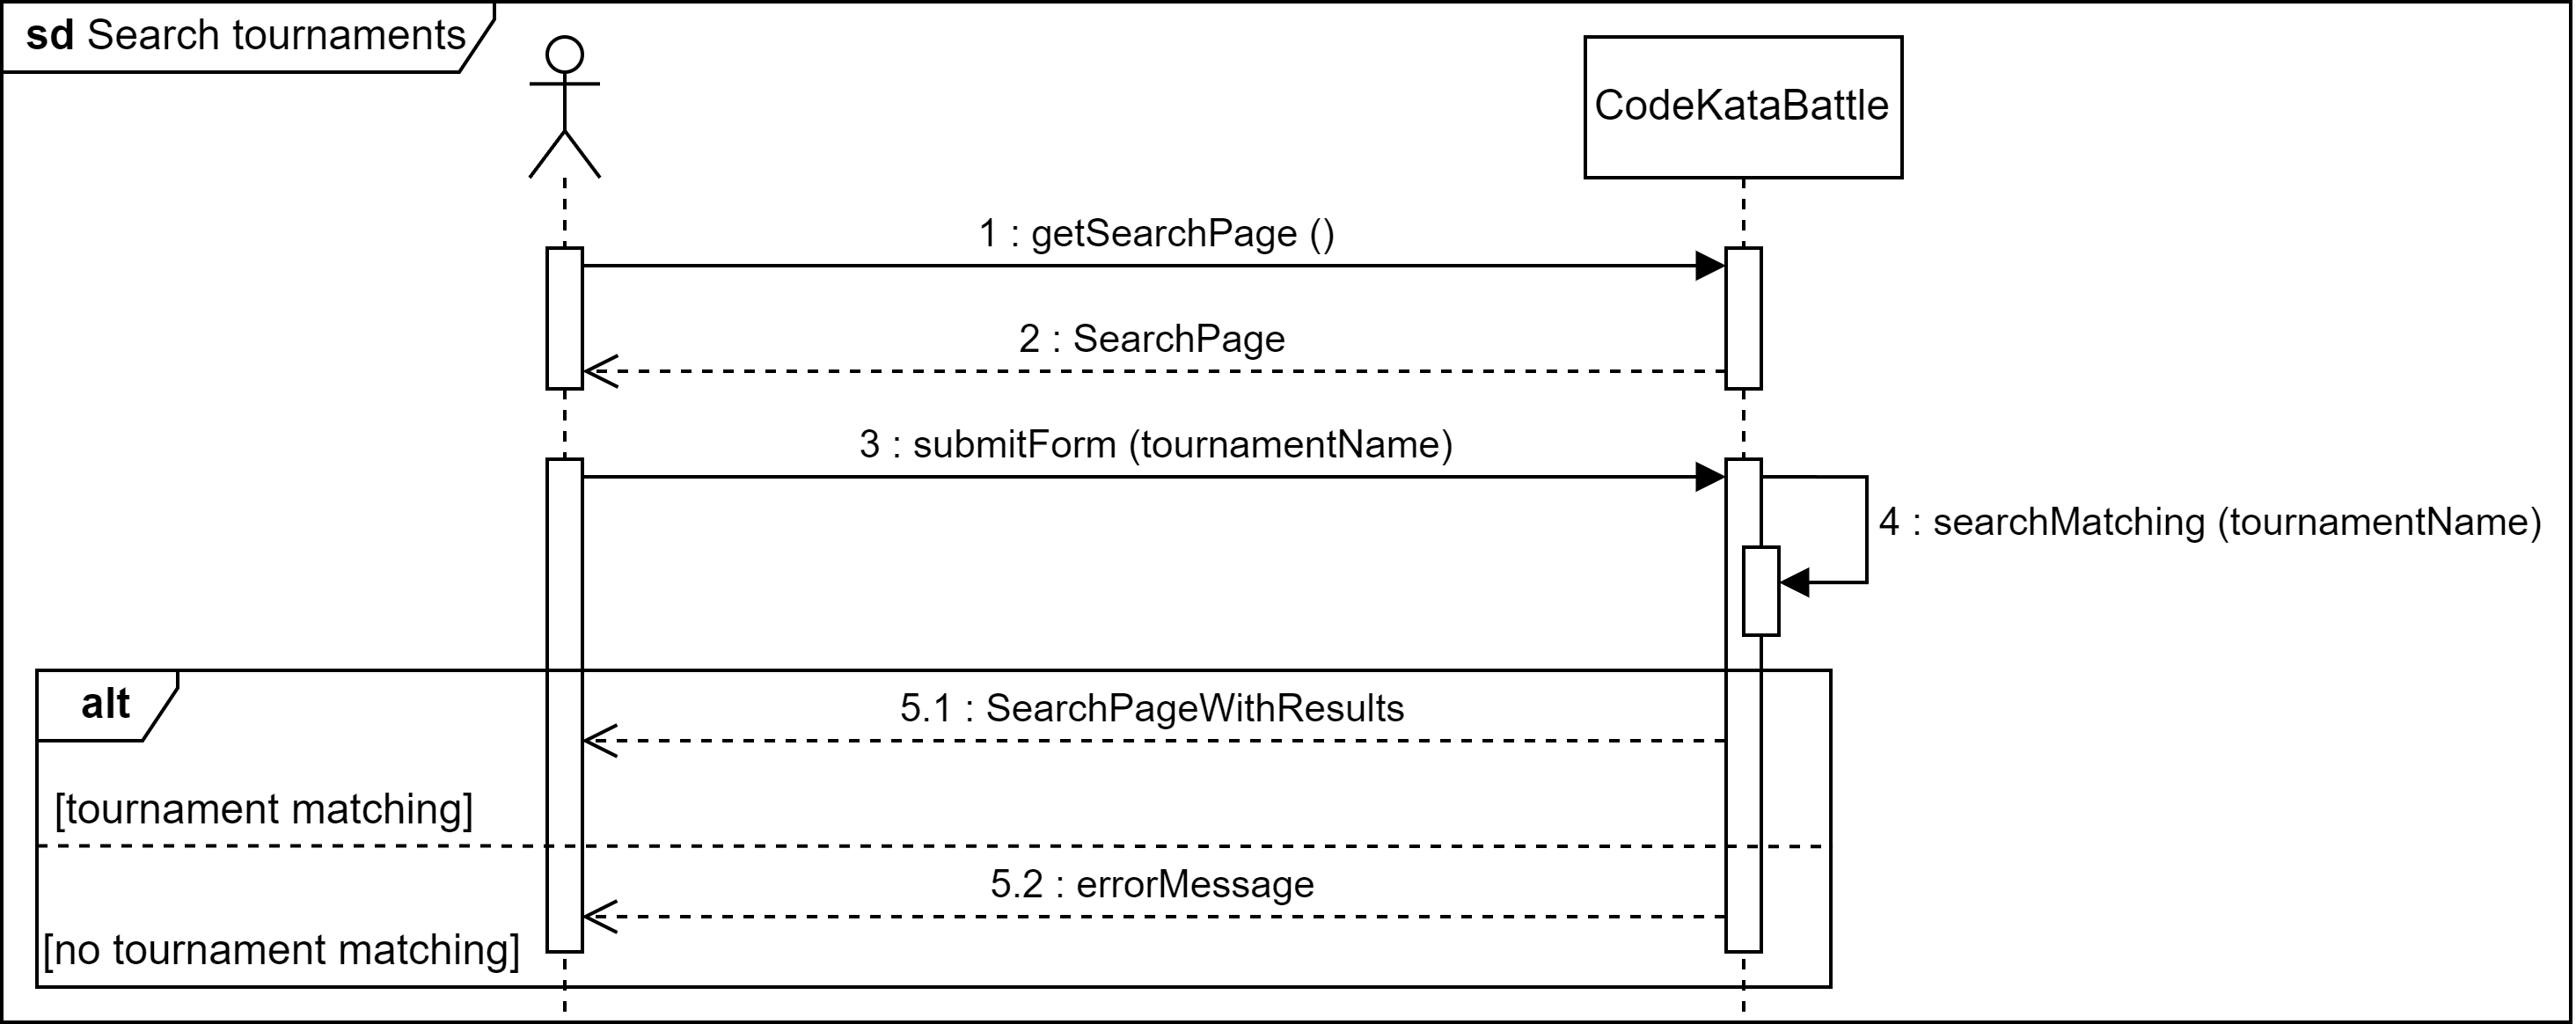 sd Search tournaments
CodeKataBattle
1 : getSearchPage ()
2 : SearchPage
3 : submitForm (tournamentName)
4 : searchMatching (tournamentName)
alt
5.1 : SearchPageWithResults
[tournament matching]
5.2 : errorMessage
[no tournament matching]